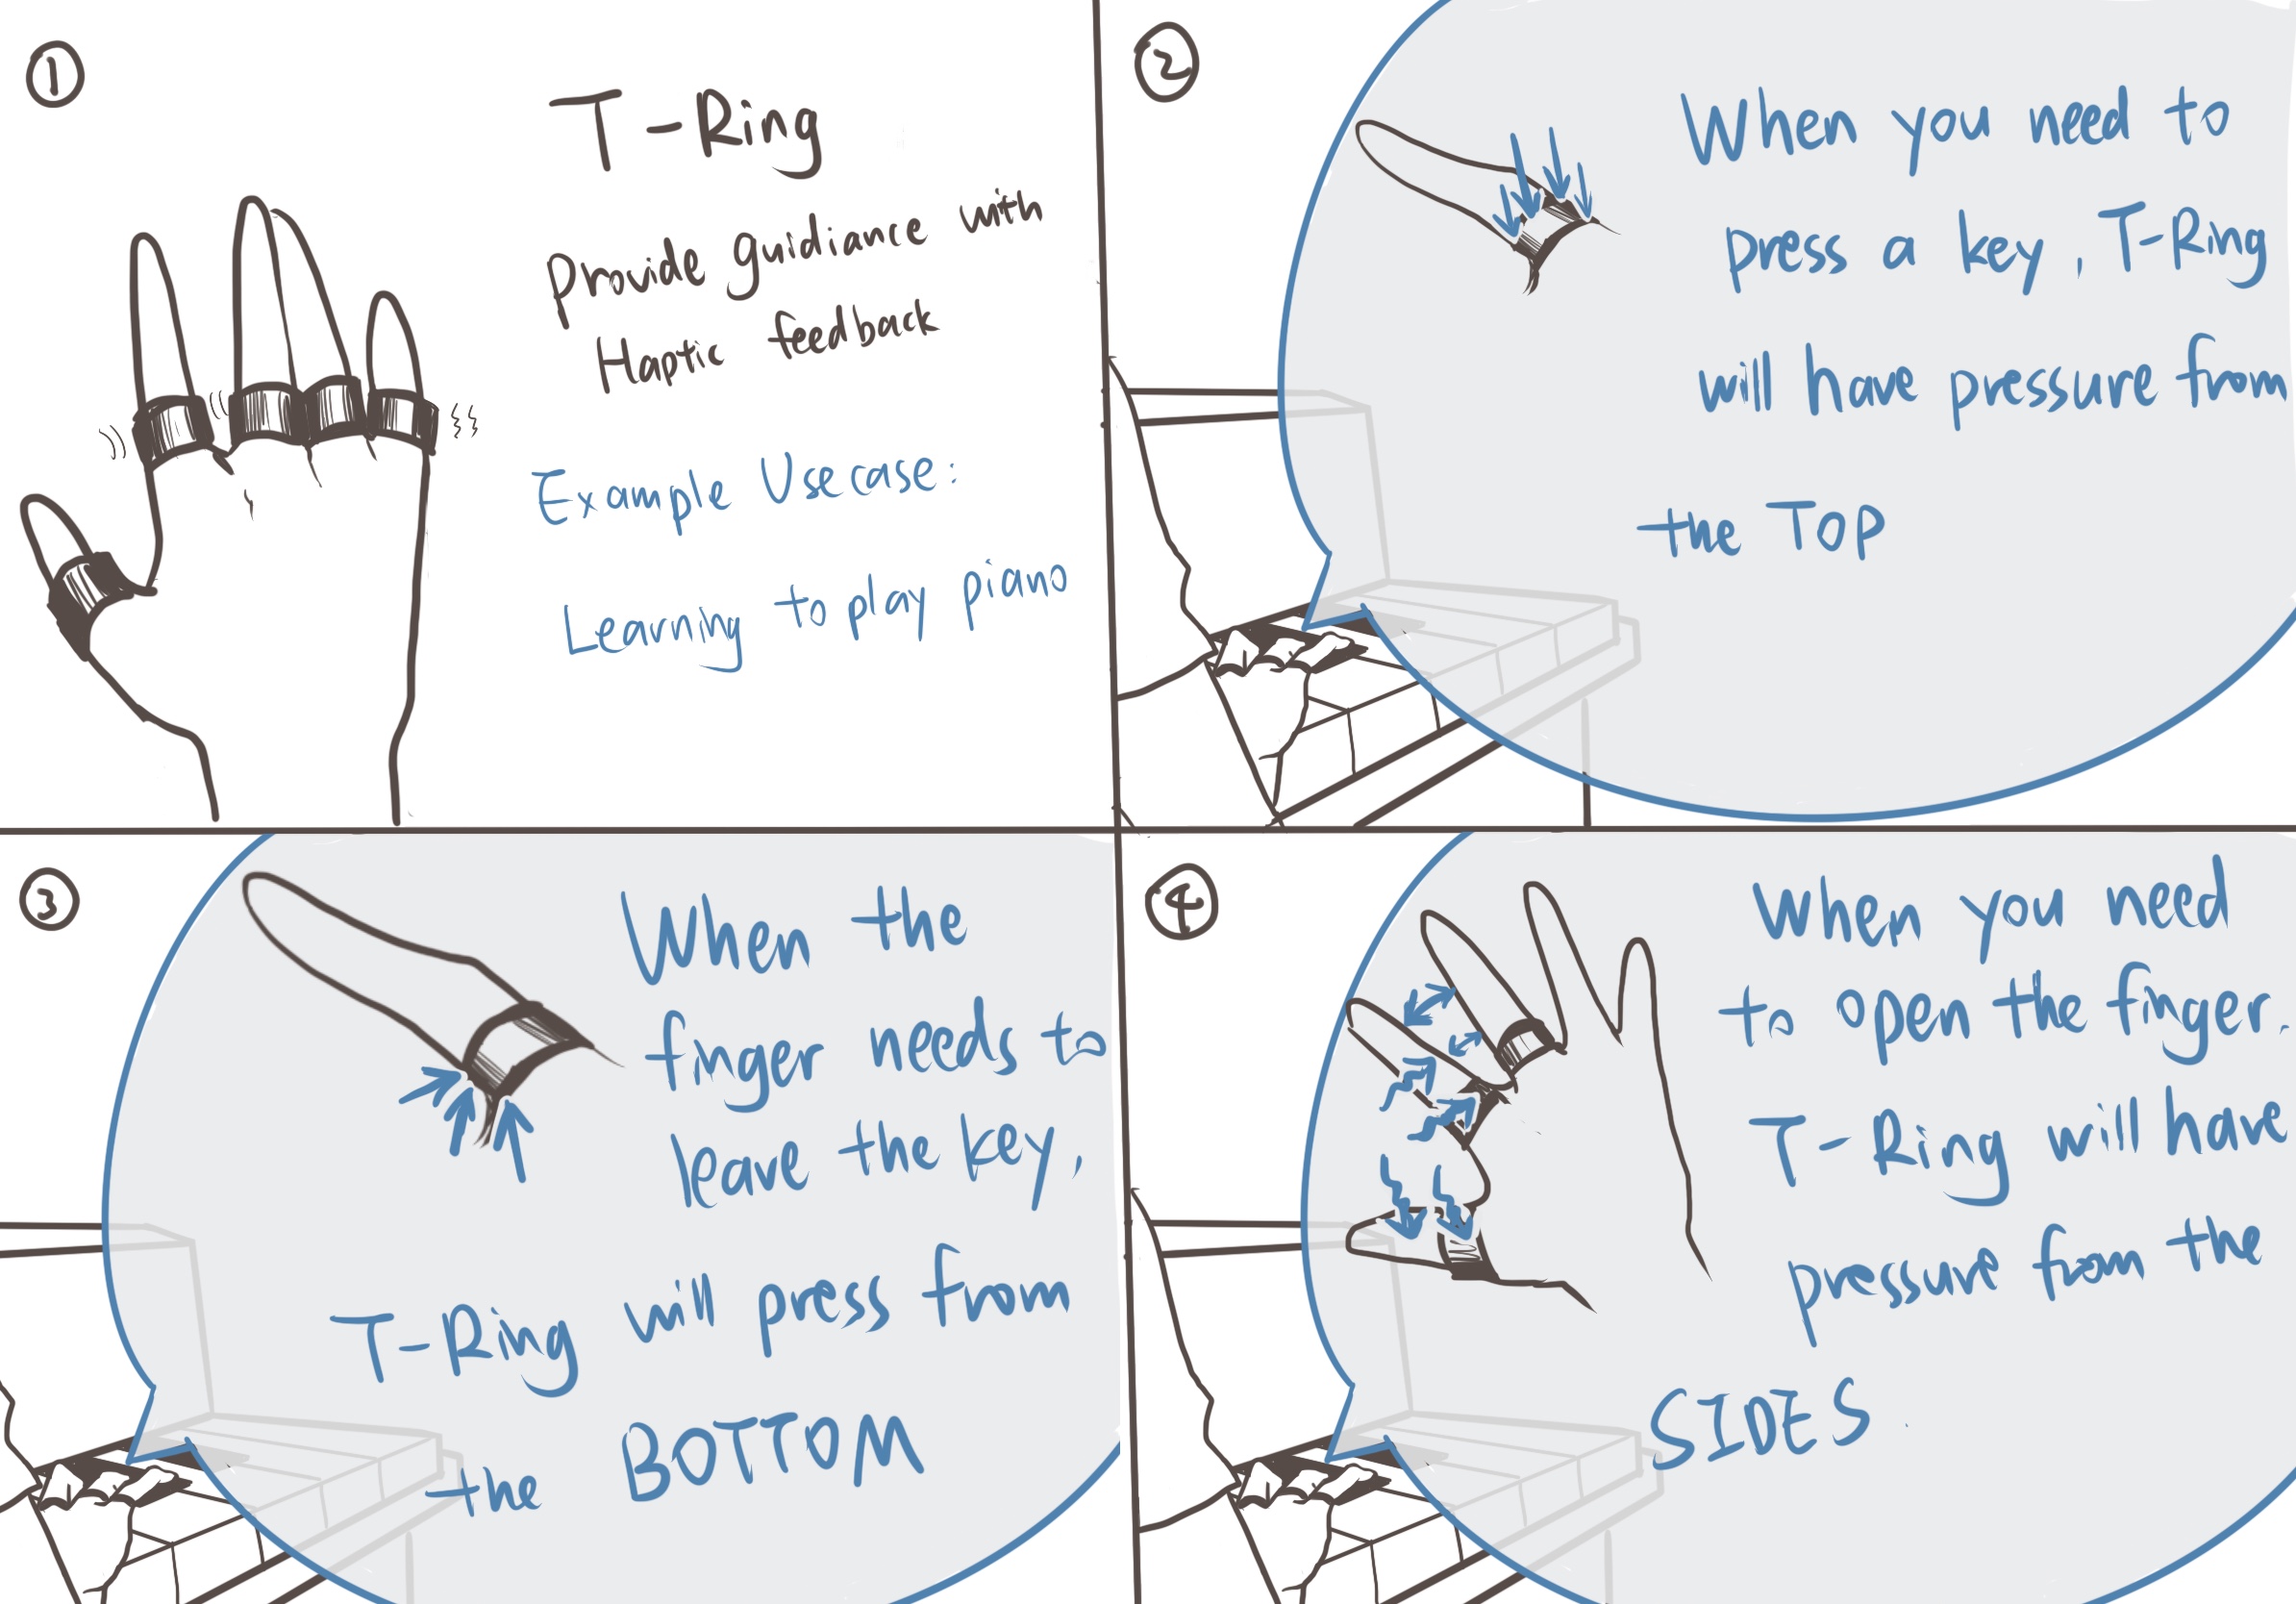 ①
T-Ring
Provide guidiance with
Haptic feedback
Example Use case:
Learning to play piano
②
When you need to
press a key, T-Ring
will have pressure from
the TOP
③
When the
finger needs to
leave the key,
T-Ring will press from
the BOTTOM
④
When you need
to open the finger.
T-Ring will have
pressure from the
SIDES.